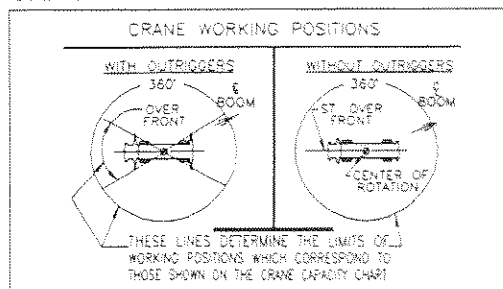 CRANE WORKING POSITIONS
WITH OUTRIGGERS
360°
OVER
FRONT
℄
BOOM
WITHOUT OUTRIGGERS
360°
ST. OVER
FRONT
℄
BOOM
CENTER OF
ROTATION
THESE LINES DETERMINE THE LIMITS OF
WORKING POSITIONS WHICH CORRESPOND TO
THOSE SHOWN ON THE CRANE CAPACITY CHART